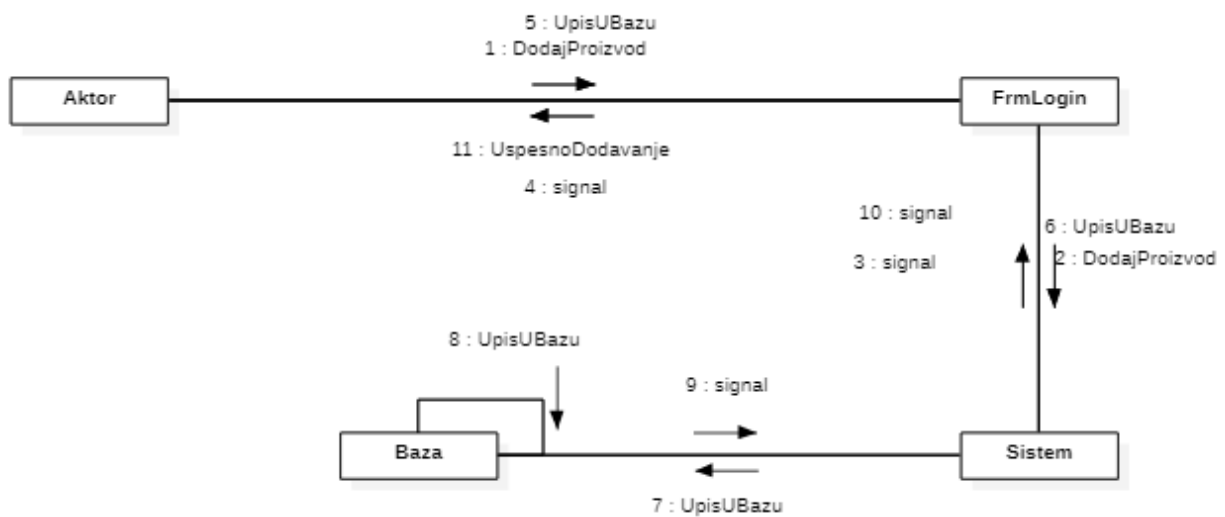 5 : UpisUBazu
1 : DodajProizvod
Aktor
FrmLogin
11 : UspesnoDodavanje
4 : signal
10 : signal
6 : UpisUBazu
3 : signal
2 : DodajProizvod
8 : UpisUBazu
9 : signal
Baza
Sistem
7 : UpisUBazu